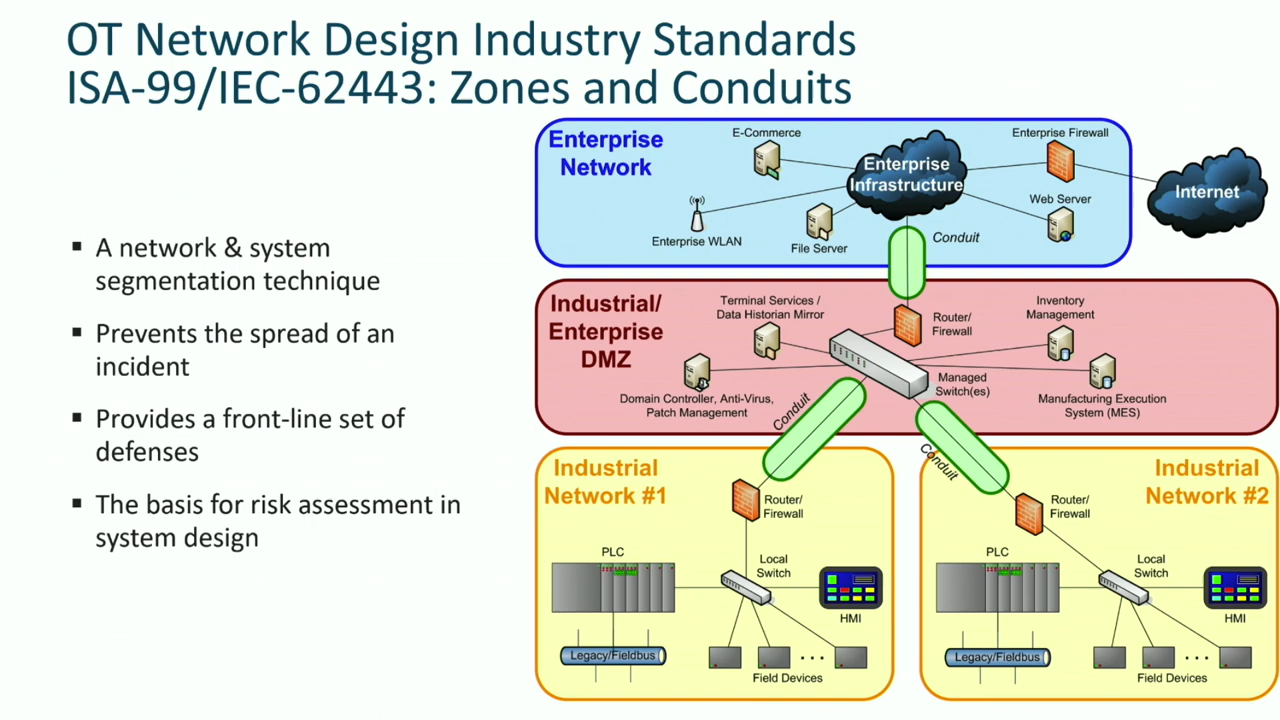 OT Network Design Industry Standards
ISA-99/IEC-62443: Zones and Conduits
▪ A network & system
segmentation technique
▪ Prevents the spread of an
incident
▪ Provides a front-line set of
defenses
▪ The basis for risk assessment in
system design
Enterprise
Network
E-Commerce
Enterprise WLAN
File Server
Enterprise
Infrastructure
Enterprise Firewall
Web Server
Internet
Conduit
Industrial/
Enterprise
DMZ
Terminal Services /
Data Historian Mirror
Domain Controller, Anti-Virus,
Patch Management
Router/
Firewall
Managed
Switch(es)
Inventory
Management
Manufacturing Execution
System (MES)
Conduit
Conduit
Industrial
Network #1
Router/
Firewall
PLC
Local
Switch
HMI
Legacy/Fieldbus
Field Devices
Industrial
Network #2
Router/
Firewall
PLC
Local
Switch
HMI
Legacy/Fieldbus
Field Devices